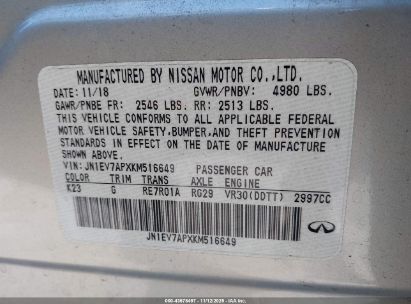 MANUFACTURED BY NISSAN MOTOR CO., LTD.
DATE: 11/18 GVWR/PNBV: 4980 LBS.
GAWR/PNBE FR: 2546 LBS. RR: 2513 LBS.
THIS VEHICLE CONFORMS TO ALL APPLICABLE FEDERAL
MOTOR VEHICLE SAFETY, BUMPER, AND THEFT PREVENTION
STANDARDS IN EFFECT ON THE DATE OF MANUFACTURE
SHOWN ABOVE.
VIN: JN1EV7APXKM516649 PASSENGER CAR
COLOR TRIM TRANS AXLE ENGINE
K23 G RE7R01A RG29 VR30(DDTT) 2997CC
JN1EV7APXKM516649
INFINITI